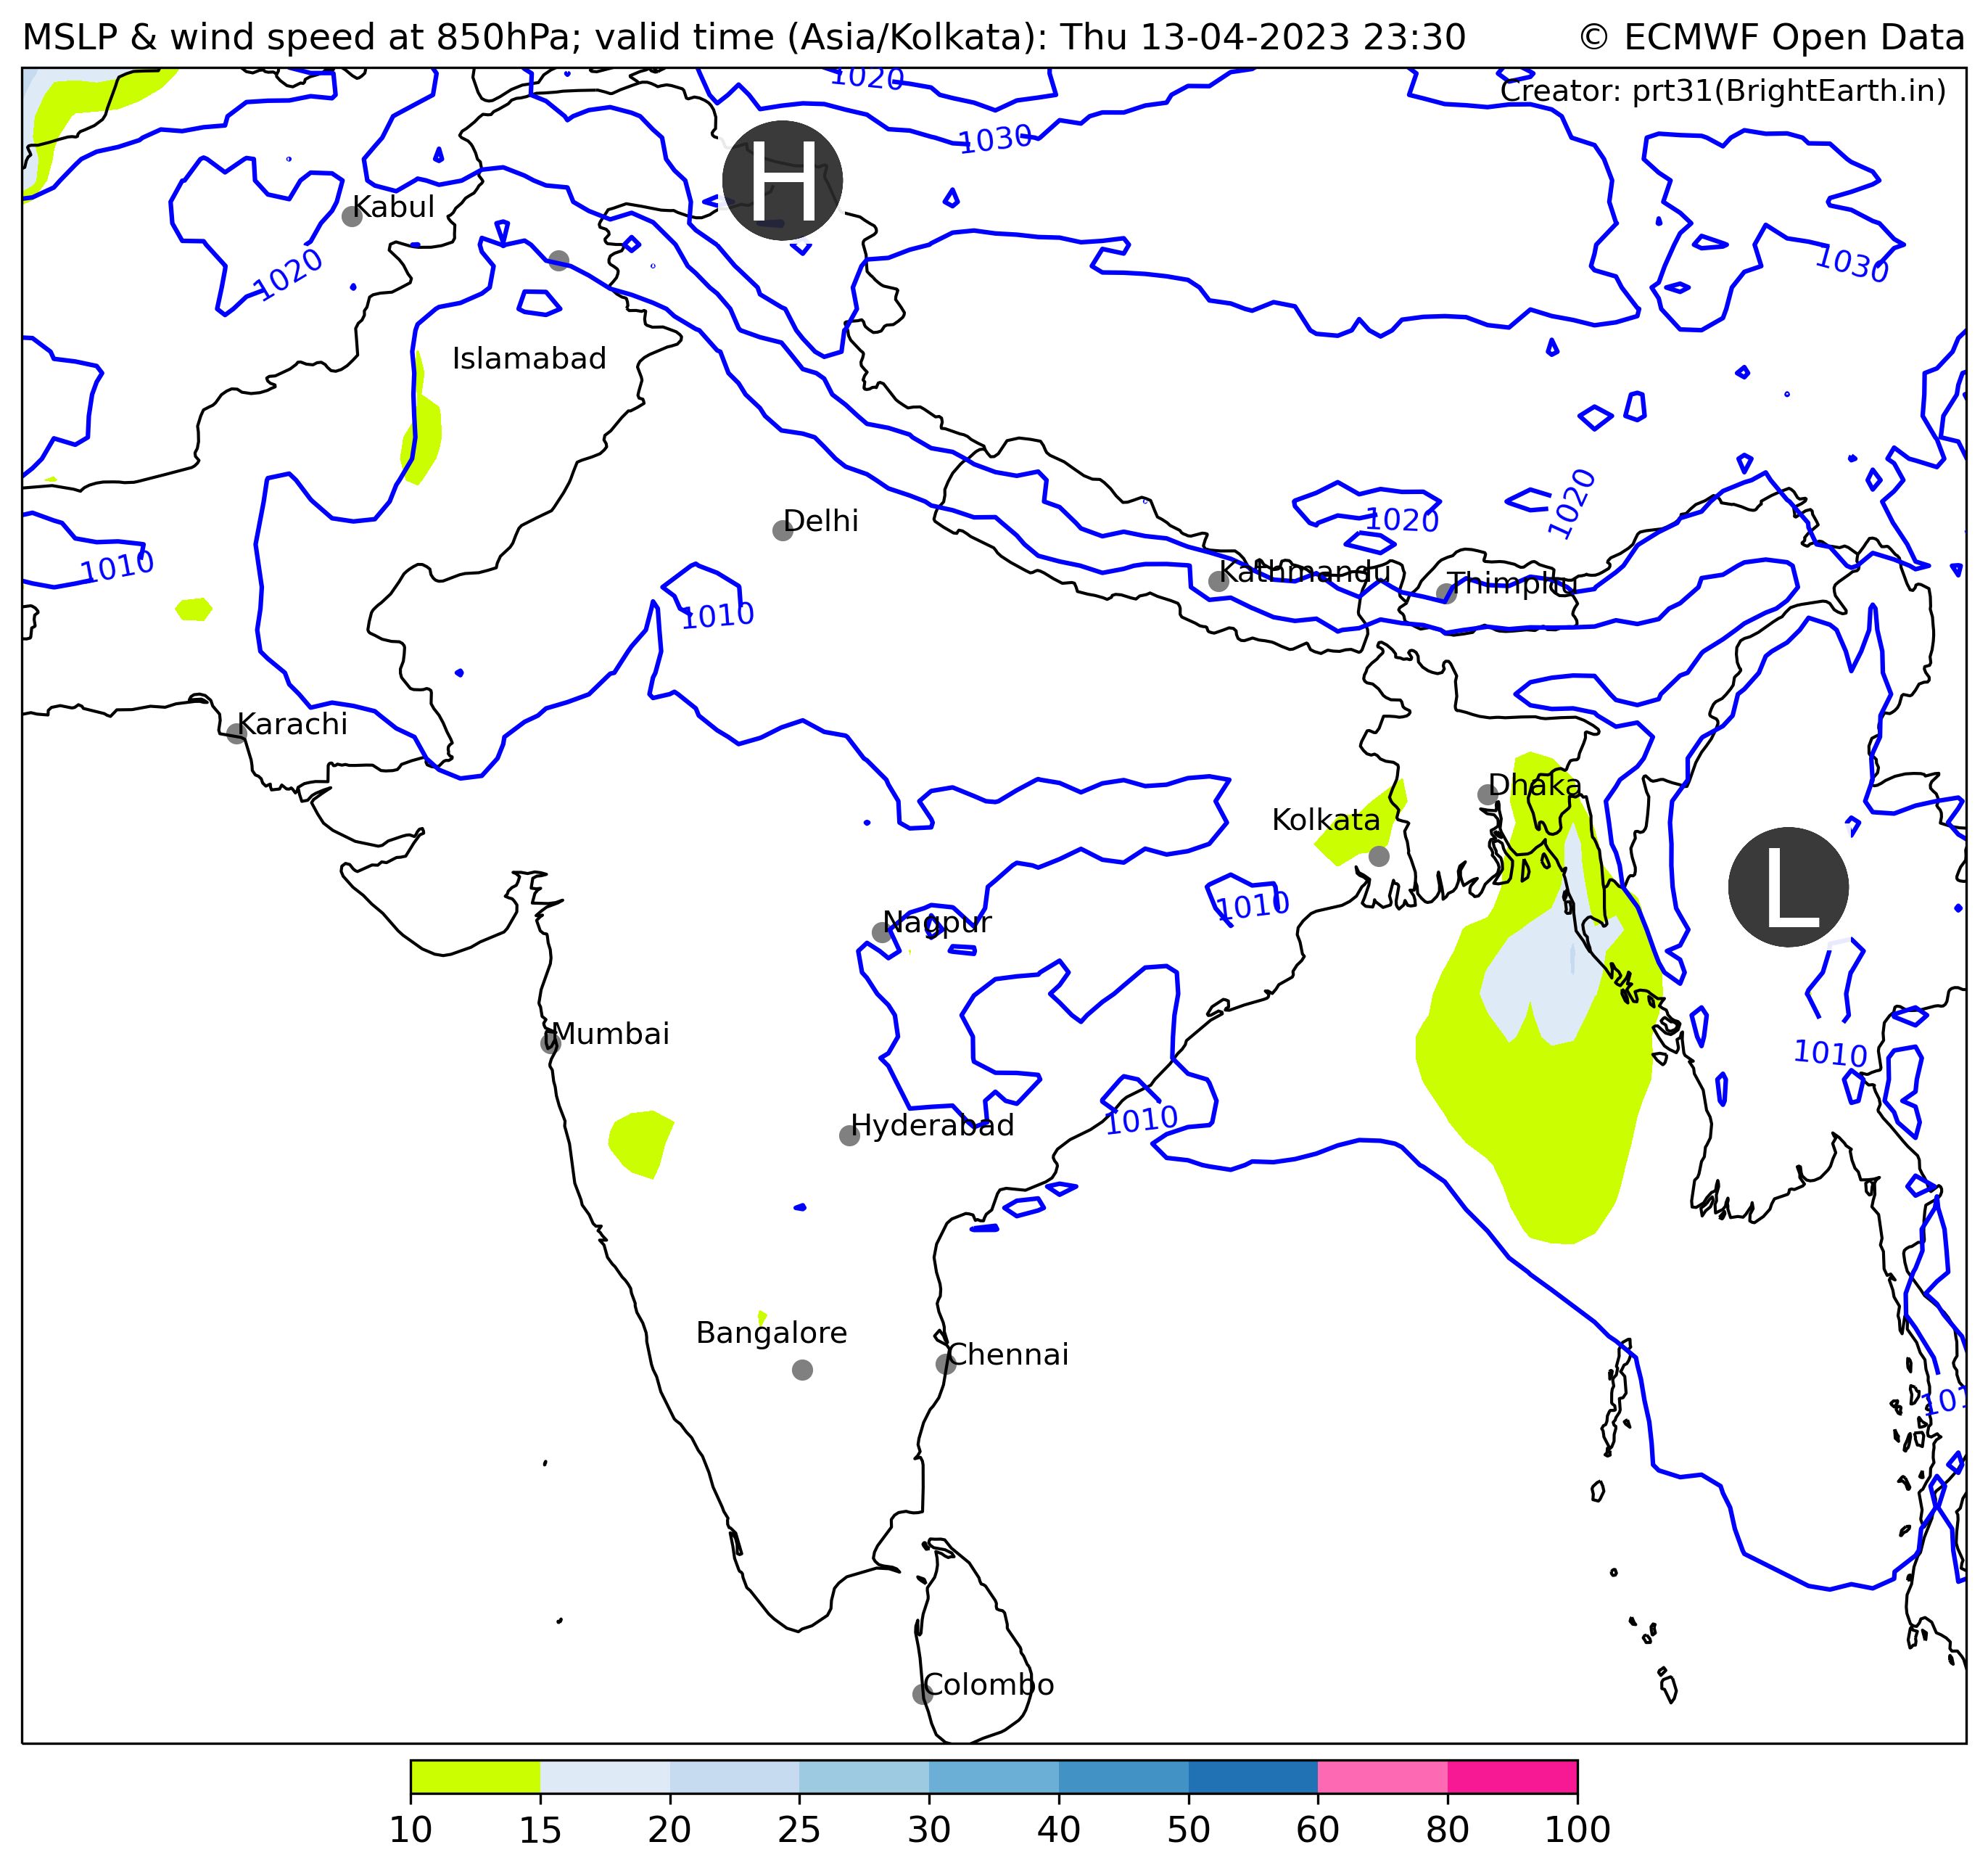 MSLP & wind speed at 850hPa; valid time (Asia/Kolkata): Thu 13-04-2023 23:30 © ECMWF Open Data
Creator: prt31(BrightEarth.in)
1020
1030
H
Kabul
1020
1030
Islamabad
1020
1020
Delhi
1010
Kathmandu
Thimphu
1010
Karachi
Dhaka
Kolkata
L
1010
Nagpur
Mumbai
1010
Hyderabad
1010
Bangalore
Chennai
101
Colombo
10 15 20 25 30 40 50 60 80 100